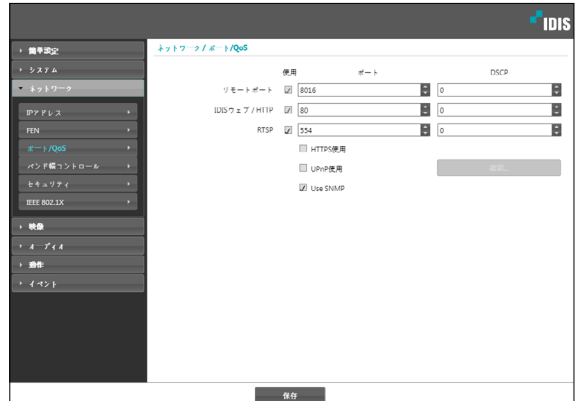 IDIS
簡単設定
システム
ネットワーク
IPアドレス
FEN
ポート/QoS
バンド幅コントロール
セキュリティ
IEEE 802.1X
映像
オーディオ
動作
イベント
ネットワーク / ポート/QoS
使用 ポート DSCP
リモートポート 8016 0
IDISウェブ / HTTP 80 0
RTSP 554 0
HTTPS使用
UPnP使用
Use SNMP
保存